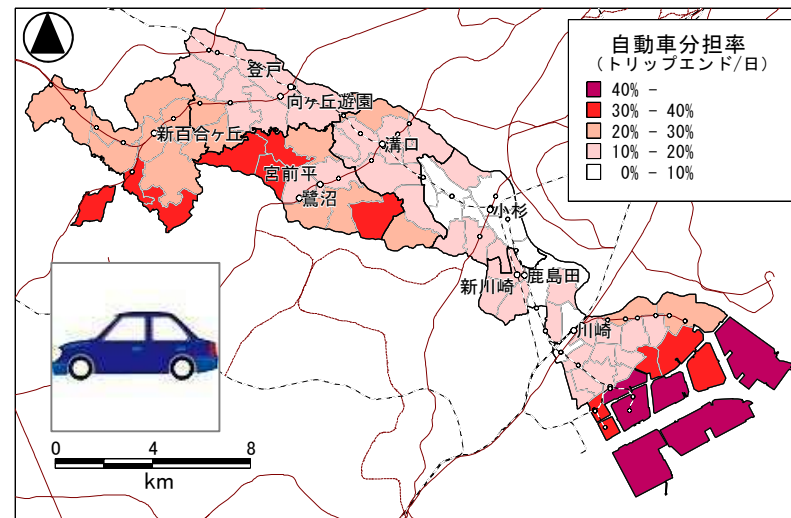 自動車分担率
(トリップエンド/日)
40% -
30% - 40%
20% - 30%
10% - 20%
0% - 10%
登戸
向ヶ丘遊園
新百合ヶ丘
溝口
宮前平
鷺沼
小杉
新川崎
鹿島田
川崎
0 4 8
km